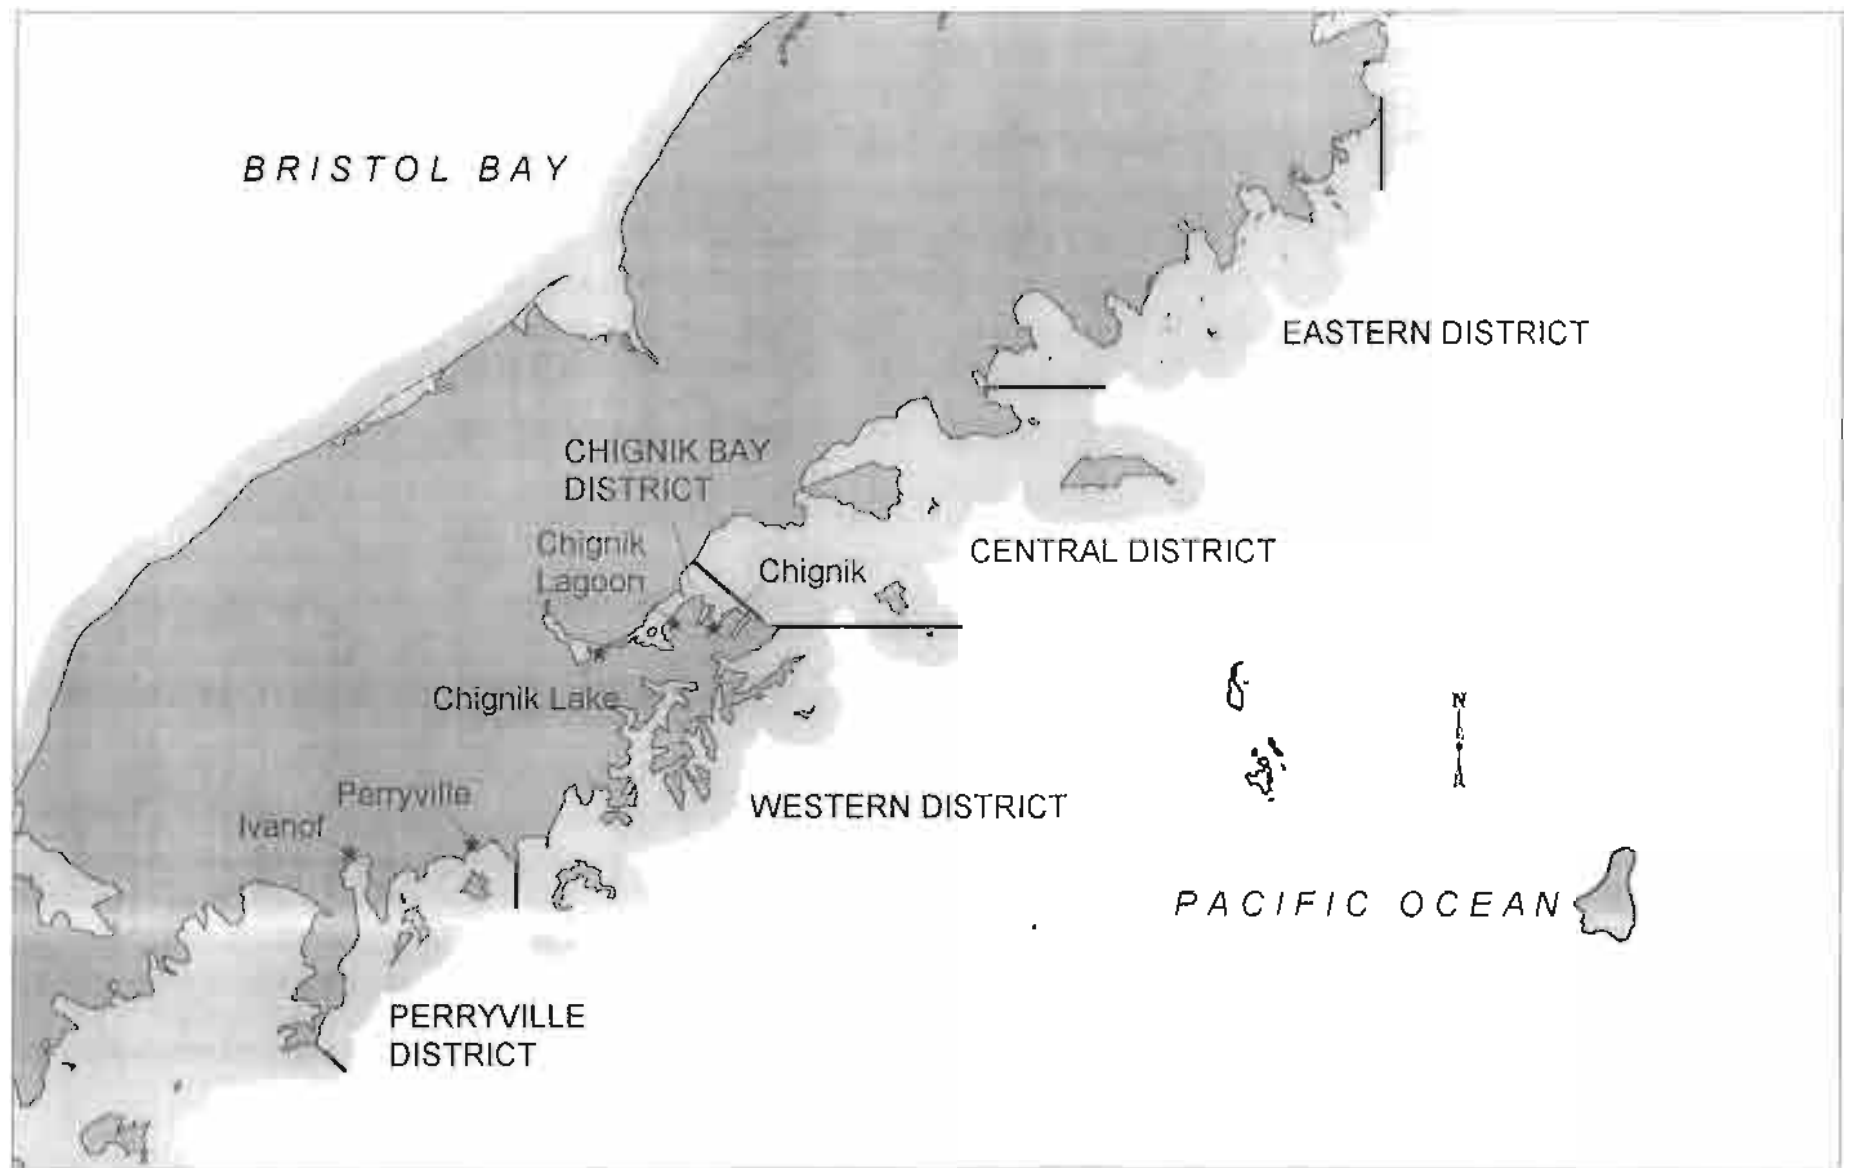 BRISTOL BAY
EASTERN DISTRICT
CHIGNIK BAY
DISTRICT
Chignik
Lagoon
CENTRAL DISTRICT
Chignik
Chignik Lake
N
Perryville
WESTERN DISTRICT
Ivanof
PACIFIC OCEAN
PERRYVILLE
DISTRICT